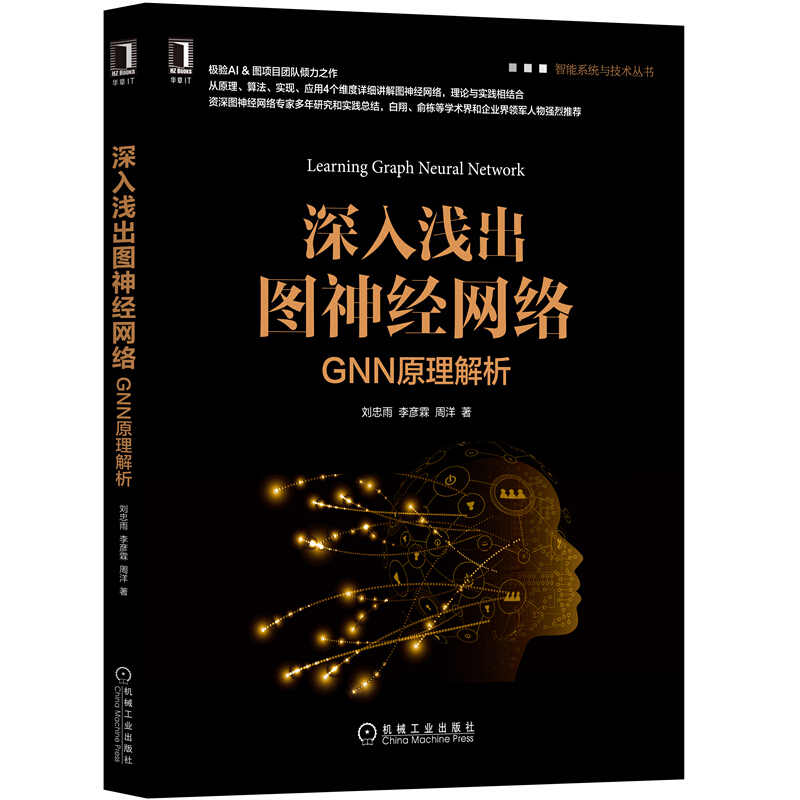 HZ BOOKS
华章IT
深入浅出图神经网络
GNN原理解析
刘忠雨 李彦霖 周洋 著
机械工业出版社
China Machine Press
HZ BOOKS
华章IT
极验AI & 图项目团队倾力之作
从原理、算法、实现、应用4个维度详细讲解图神经网络，理论与实践相结合
资深图神经网络专家多年研究和实践总结，白翔、俞栋等学术界和企业界领军人物强烈推荐
智能系统与技术丛书
Learning Graph Neural Network
深入浅出
图神经网络
GNN原理解析
刘忠雨 李彦霖 周洋 著
机械工业出版社
China Machine Press